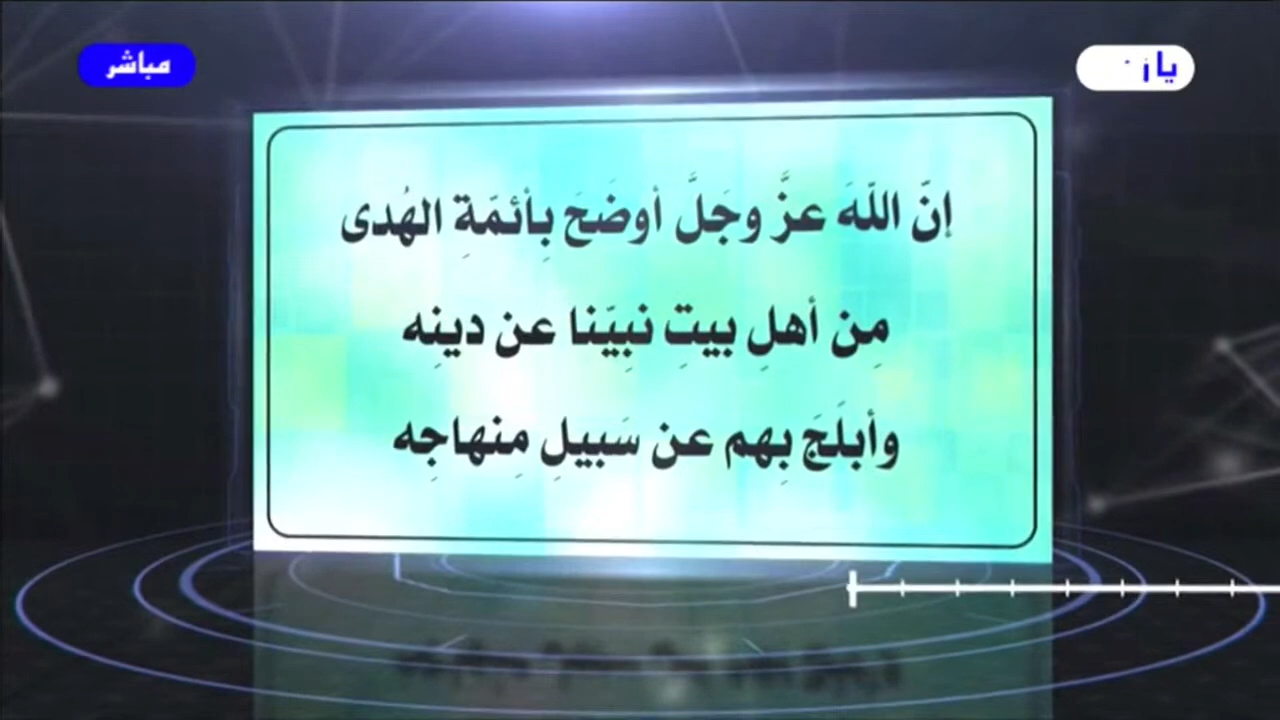 مباشر
إنّ اللّهَ عزَّ وجَلَّ أوضَحَ بِأئمّةِ الهُدى
مِن أهلِ بيتِ نبِيّنا عن دينِه
وأبلَجَ بِهم عن سَبيلِ مِنهاجِه